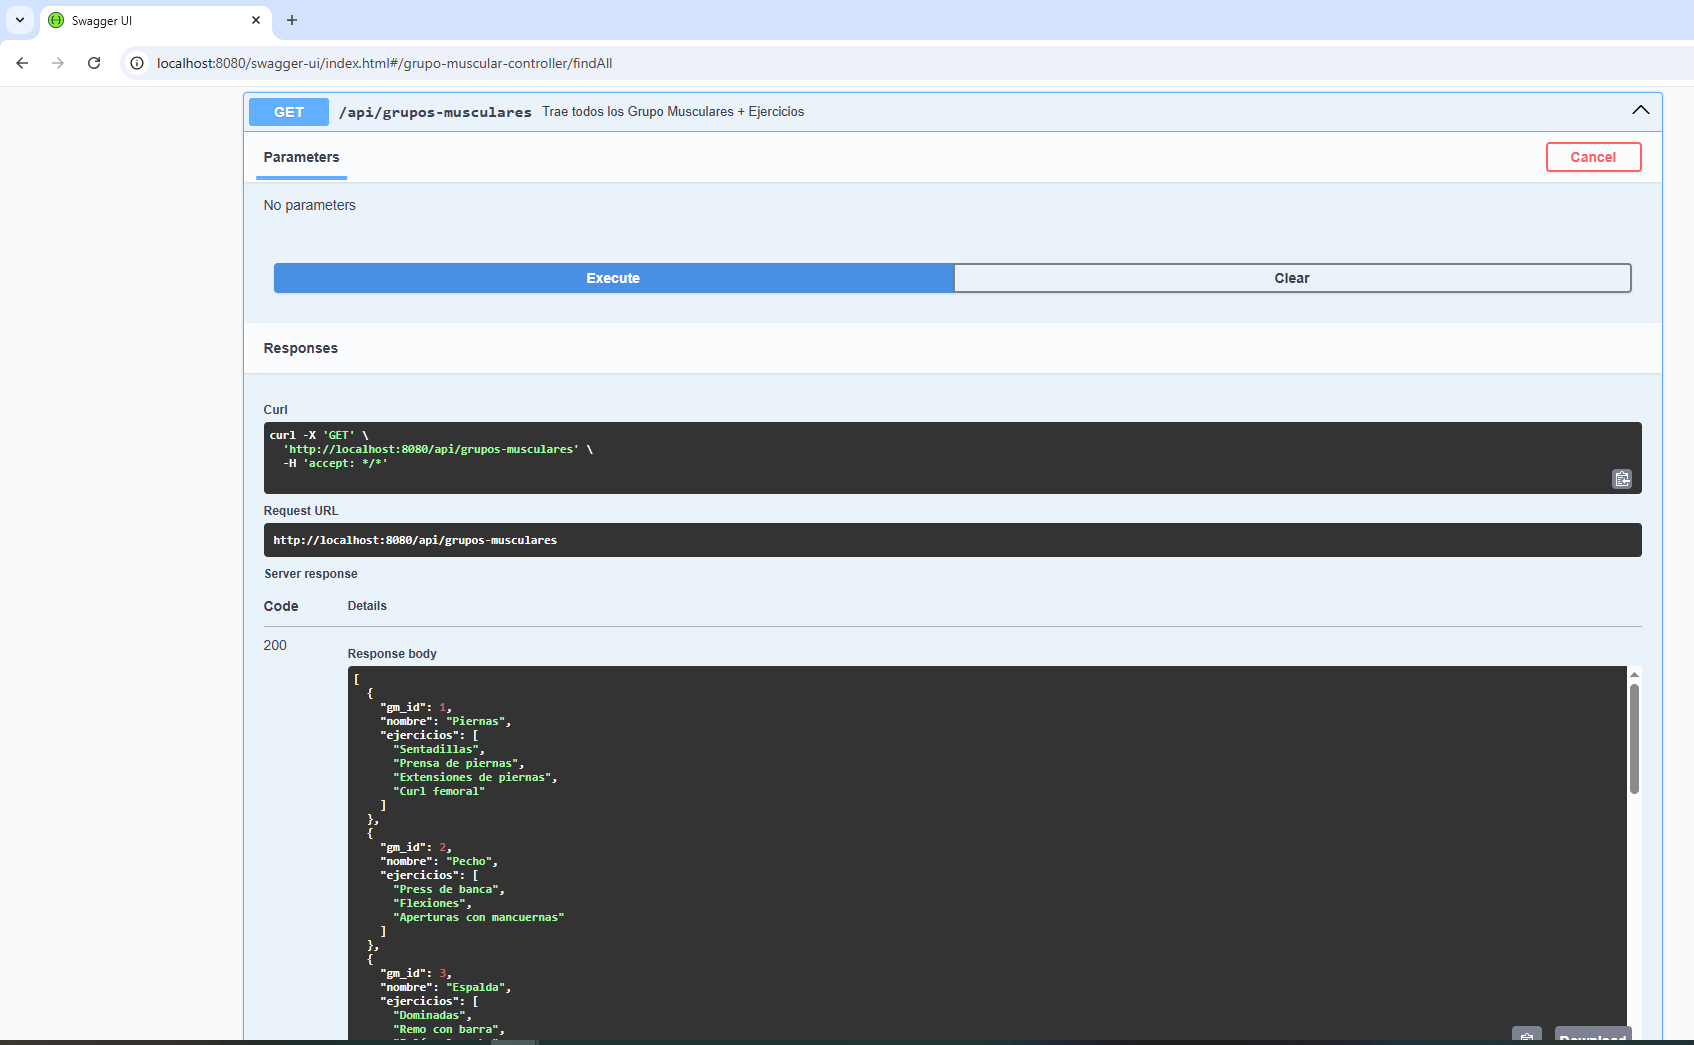 Swagger UI
localhost:8080/swagger-ui/index.html#/grupo-muscular-controller/findAll
GET /api/grupos-musculares Trae todos los Grupo Musculares + Ejercicios
Parameters
Cancel
No parameters
Execute
Clear
Responses
Curl
curl -X 'GET' \
  'http://localhost:8080/api/grupos-musculares' \
  -H 'accept: */*'
Request URL
http://localhost:8080/api/grupos-musculares
Server response
Code Details
200
Response body
[
  {
    "gm_id": 1,
    "nombre": "Piernas",
    "ejercicios": [
      "Sentadillas",
      "Prensa de piernas",
      "Extensiones de piernas",
      "Curl femoral"
    ]
  },
  {
    "gm_id": 2,
    "nombre": "Pecho",
    "ejercicios": [
      "Press de banca",
      "Flexiones",
      "Aperturas con mancuernas"
    ]
  },
  {
    "gm_id": 3,
    "nombre": "Espalda",
    "ejercicios": [
      "Dominadas",
      "Remo con barra",
Download